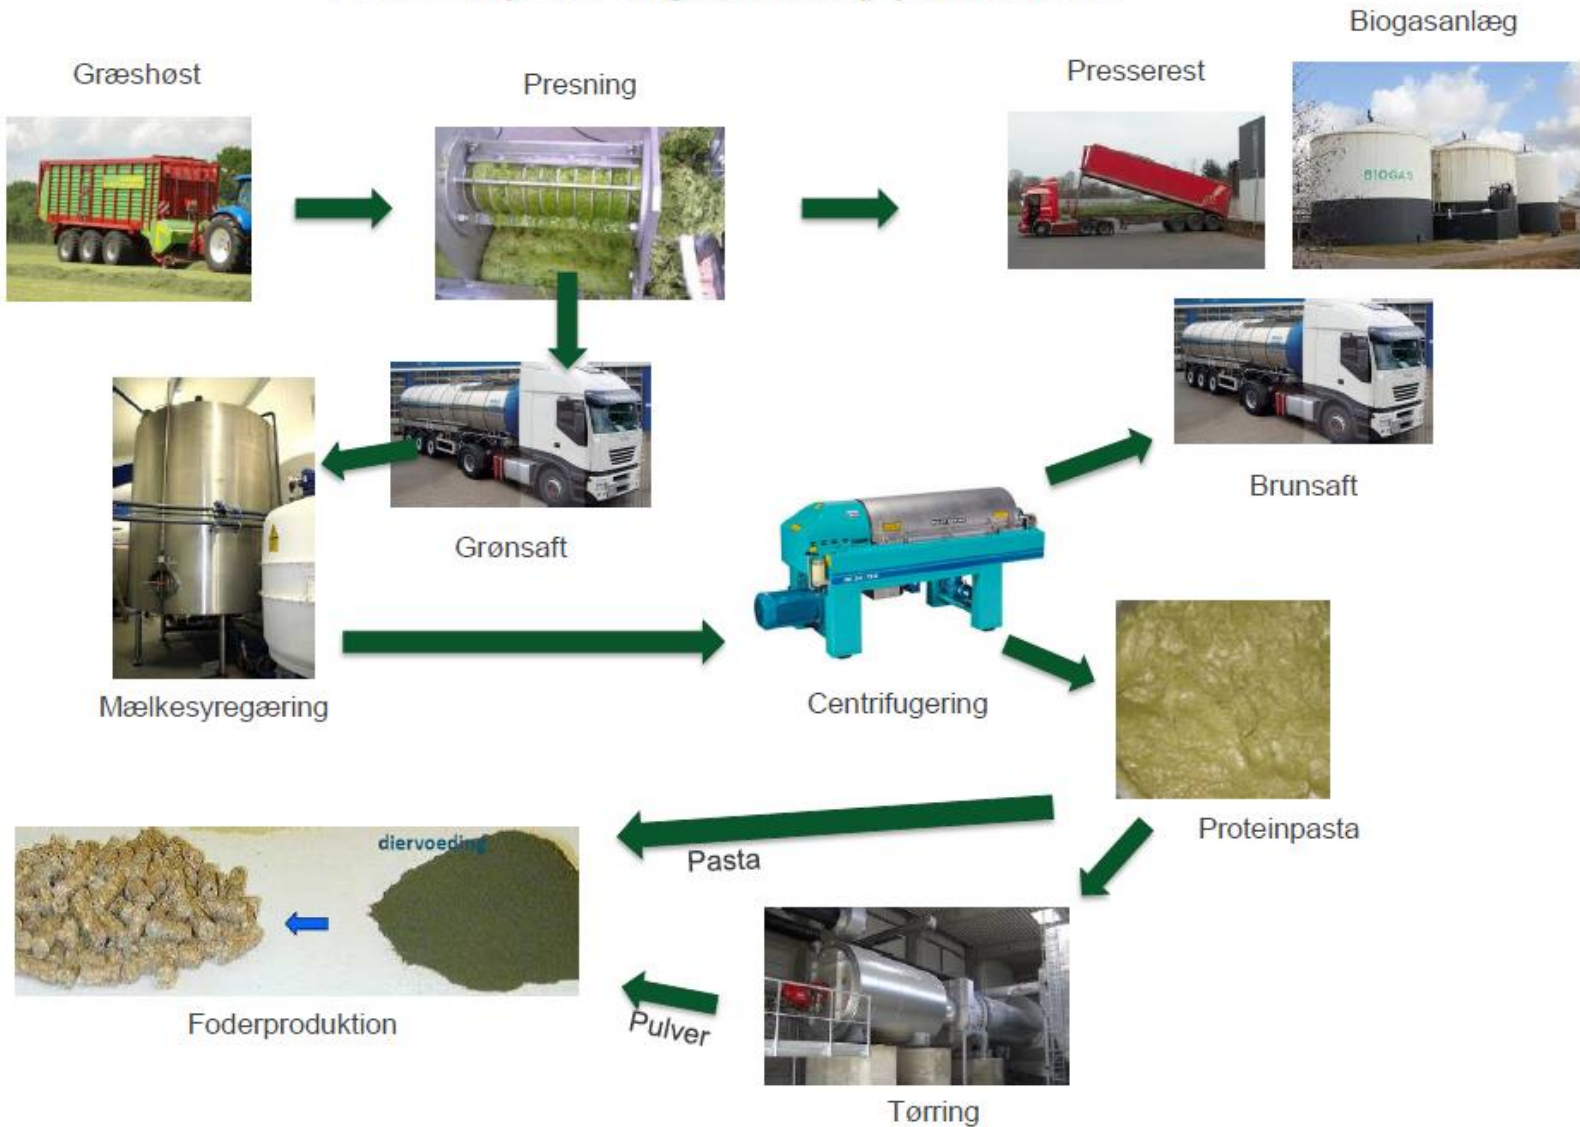 Biogasanlæg
Græshøst
Presning
Presserest
BIOGAS
Grønsaft
Brunsaft
Mælkesyregæring
Centrifugering
Proteinpasta
Pasta
diervoeding
Foderproduktion
Pulver
Tørring